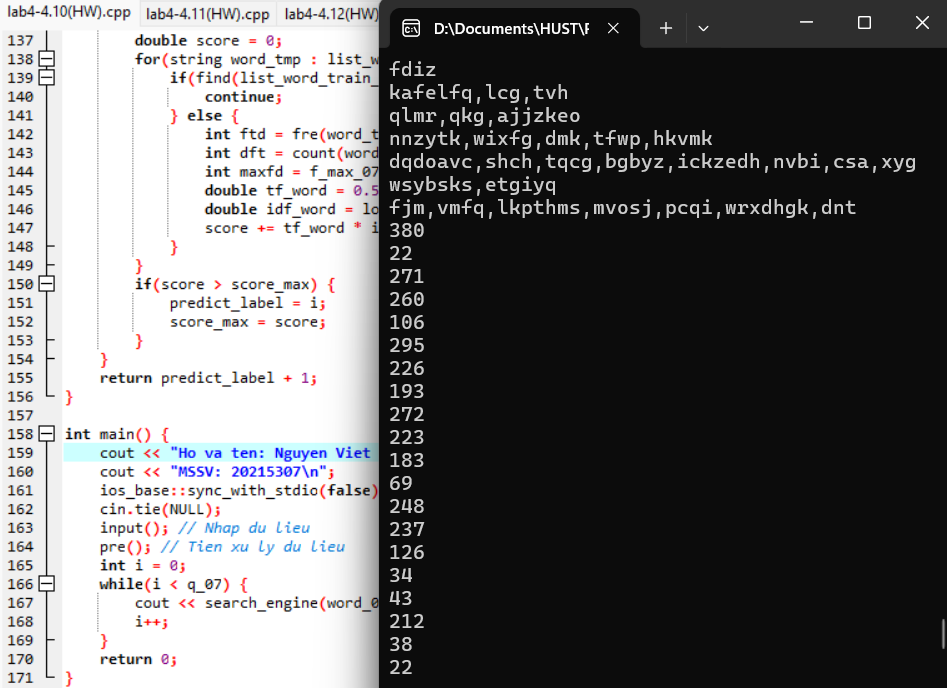 lab4-4.10(HW).cpp lab4-4.11(HW).cpp lab4-4.12(HW)
137 double score = 0;
138 for(string word_tmp : list_w
139 if(find(list_word_train_
140 continue;
141 } else {
142 int ftd = fre(word_t
143 int dft = count(word
144 int maxfd = f_max_07
145 double tf_word = 0.5
146 double idf_word = lo
147 score += tf_word * i
148 }
149 }
150 if(score > score_max) {
151 predict_label = i;
152 score_max = score;
153 }
154 }
155 return predict_label + 1;
156 }
157
158 int main() {
159 cout << "Ho va ten: Nguyen Viet
160 cout << "MSSV: 20215307\n";
161 ios_base::sync_with_stdio(false)
162 cin.tie(NULL);
163 input(); // Nhap du lieu
164 pre(); // Tien xu ly du lieu
165 int i = 0;
166 while(i < q_07) {
167 cout << search_engine(word_0
168 i++;
169 }
170 return 0;
171 }
D:\Documents\HUST\F
fdiz
kafelfq,lcg,tvh
qlmr,qkg,ajjzkeo
nnzytk,wixfg,dmk,tfwp,hkvmk
dqdoavc,shch,tqcg,bgbyz,ickzedh,nvbi,csa,xyg
wsybsks,etgiyq
fjm,vmfq,lkpthms,mvosj,pcqi,wrxdhgk,dnt
380
22
271
260
106
295
226
193
272
223
183
69
248
237
126
34
43
212
38
22